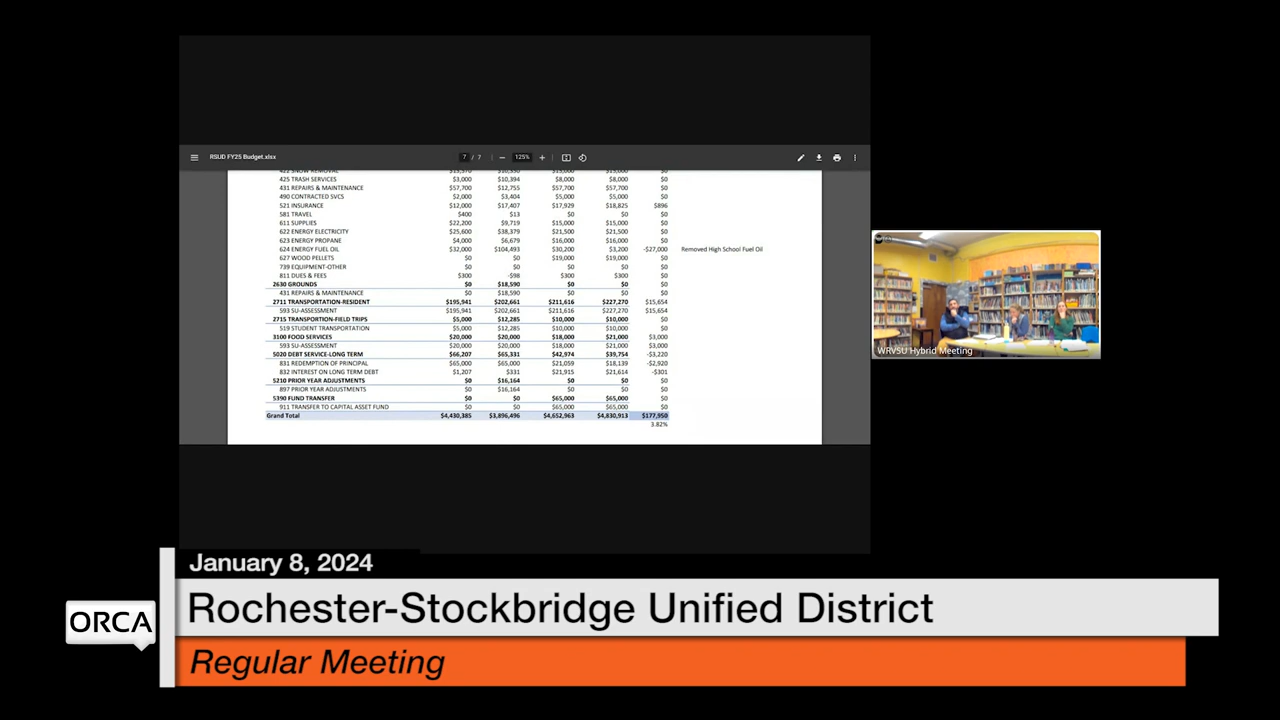 RSUD FY25 Budget.xlsx 7 / 7 125%
422 SNOW REMOVAL
425 TRASH SERVICES $3,000 $10,394 $8,000 $8,000 $0
431 REPAIRS & MAINTENANCE $57,700 $12,755 $57,700 $57,700 $0
490 CONTRACTED SVCS $2,000 $3,404 $5,000 $5,000 $0
521 INSURANCE $12,000 $17,407 $17,929 $18,825 $896
581 TRAVEL $400 $13 $0 $0 $0
611 SUPPLIES $22,200 $9,719 $15,000 $15,000 $0
622 ENERGY ELECTRICITY $25,600 $38,379 $21,500 $21,500 $0
623 ENERGY PROPANE $4,000 $6,679 $16,000 $16,000 $0
624 ENERGY FUEL OIL $32,000 $104,493 $30,200 $3,200 -$27,000 Removed High School Fuel Oil
627 WOOD PELLETS $0 $0 $19,000 $19,000 $0
739 EQUIPMENT-OTHER $0 $0 $0 $0 $0
811 DUES & FEES $300 -$98 $300 $300 $0
2630 GROUNDS $0 $18,590 $0 $0 $0
431 REPAIRS & MAINTENANCE $0 $18,590 $0 $0 $0
2711 TRANSPORTATION-RESIDENT $195,941 $202,661 $211,616 $227,270 $15,654
593 SU-ASSESSMENT $195,941 $202,661 $211,616 $227,270 $15,654
2715 TRANSPORTION-FIELD TRIPS $5,000 $12,285 $10,000 $10,000 $0
519 STUDENT TRANSPORTATION $5,000 $12,285 $10,000 $10,000 $0
3100 FOOD SERVICES $20,000 $20,000 $18,000 $21,000 $3,000
593 SU-ASSESSMENT $20,000 $20,000 $18,000 $21,000 $3,000
5020 DEBT SERVICE-LONG TERM $66,207 $65,331 $42,974 $39,754 -$3,220
831 REDEMPTION OF PRINCIPAL $65,000 $65,000 $21,059 $18,139 -$2,920
832 INTEREST ON LONG TERM DEBT $1,207 $331 $21,915 $21,614 -$301
5210 PRIOR YEAR ADJUSTMENTS $0 $16,164 $0 $0 $0
897 PRIOR YEAR ADJUSTMENTS $0 $16,164 $0 $0 $0
5390 FUND TRANSFER $0 $0 $65,000 $65,000 $0
911 TRANSFER TO CAPITAL ASSET FUND $0 $0 $65,000 $65,000 $0
Grand Total $4,430,385 $3,896,496 $4,652,963 $4,830,913 $177,950
3.82%
WRVSU Hybrid Meeting
January 8, 2024
ORCA
Rochester-Stockbridge Unified District
Regular Meeting